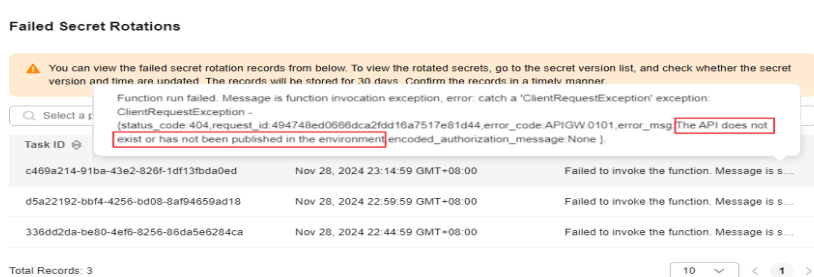 Failed Secret Rotations
You can view the failed secret rotation records from below. To view the rotated secrets, go to the secret version list, and check whether the secret
version and time are updated. The records will be stored for 30 days. Confirm the records in a timely manner
Function run failed. Message is function invocation exception, error: catch a 'ClientRequestException' exception:
ClientRequestException -
{status_code:404,request_id:494748ed0666dca2fdd16a7517e81d44,error_code:APIGW.0101,error_msg:The API does not
exist or has not been published in the environment,encoded_authorization_message:None }.
Select a p
Task ID
c469a214-91ba-43e2-826f-1df13fbda0ed Nov 28, 2024 23:14:59 GMT+08:00 Failed to invoke the function. Message is s...
d5a22192-bbf4-4256-bd08-8af94659ad18 Nov 28, 2024 22:59:59 GMT+08:00 Failed to invoke the function. Message is s...
336dd2da-be80-4ef6-8256-86da5e6284ca Nov 28, 2024 22:44:59 GMT+08:00 Failed to invoke the function. Message is s...
Total Records: 3 10 < 1 >